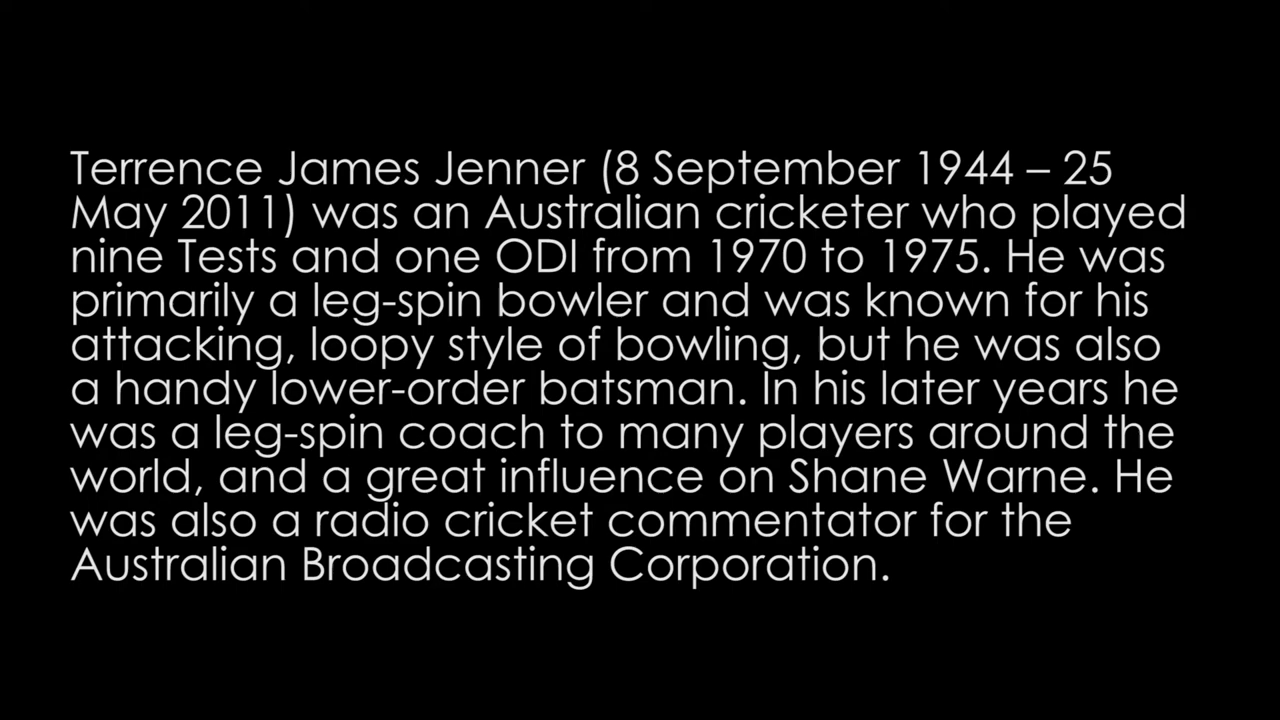 Terrence James Jenner (8 September 1944 – 25
May 2011) was an Australian cricketer who played
nine Tests and one ODI from 1970 to 1975. He was
primarily a leg-spin bowler and was known for his
attacking, loopy style of bowling, but he was also
a handy lower-order batsman. In his later years he
was a leg-spin coach to many players around the
world, and a great influence on Shane Warne. He
was also a radio cricket commentator for the
Australian Broadcasting Corporation.